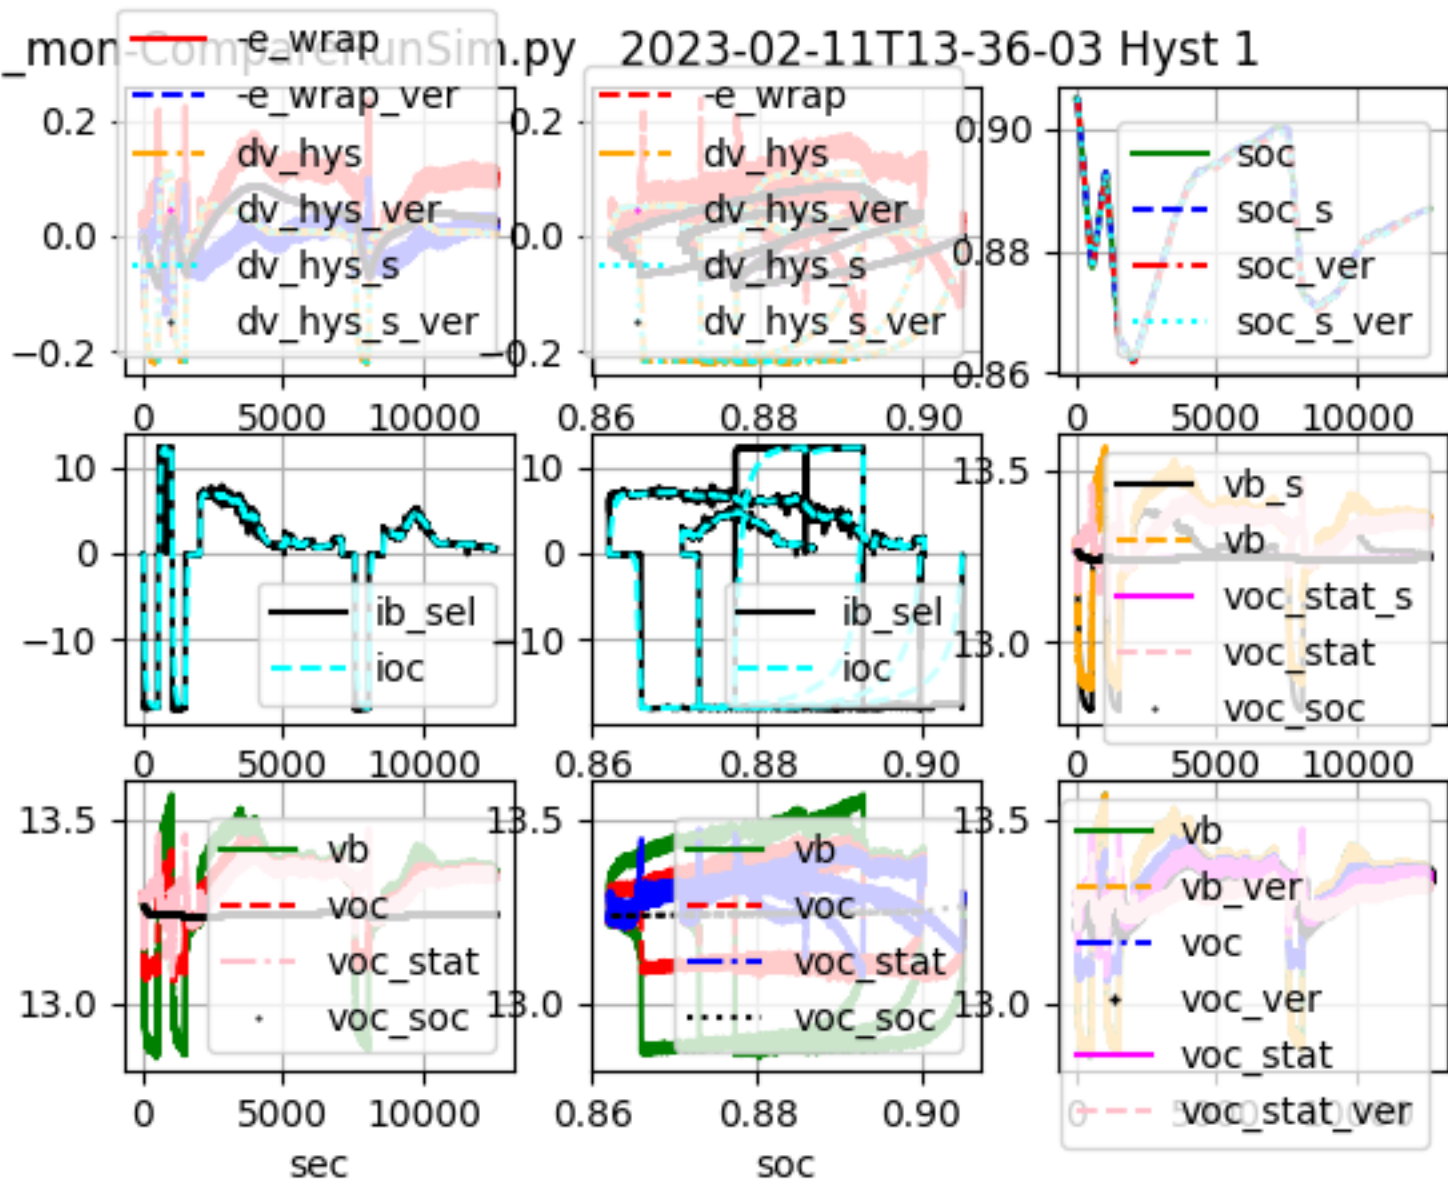 _mon-CompareRunSim.py 2023-02-11T13-36-03 Hyst 1
-e_wrap
-e_wrap_ver
dv_hys
dv_hys_ver
dv_hys_s
dv_hys_s_ver
0.2
0.0
−0.2
0
5000
10000
-e_wrap
dv_hys
dv_hys_ver
dv_hys_s
dv_hys_s_ver
0.2
0.0
−0.2
0.86
0.88
0.90
soc
soc_s
soc_ver
soc_s_ver
0.90
0.88
0.86
0
5000
10000
ib_sel
ioc
10
0
−10
0
5000
10000
ib_sel
ioc
10
0
−10
0.86
0.88
0.90
vb_s
vb
voc_stat_s
voc_stat
voc_soc
13.5
13.0
0
5000
10000
vb
voc
voc_stat
voc_soc
13.5
13.0
0
5000
10000
sec
vb
voc
voc_stat
voc_soc
13.5
13.0
0.86
0.88
0.90
soc
vb
vb_ver
voc
voc_ver
voc_stat
voc_stat_ver
13.5
13.0
0
5000
10000